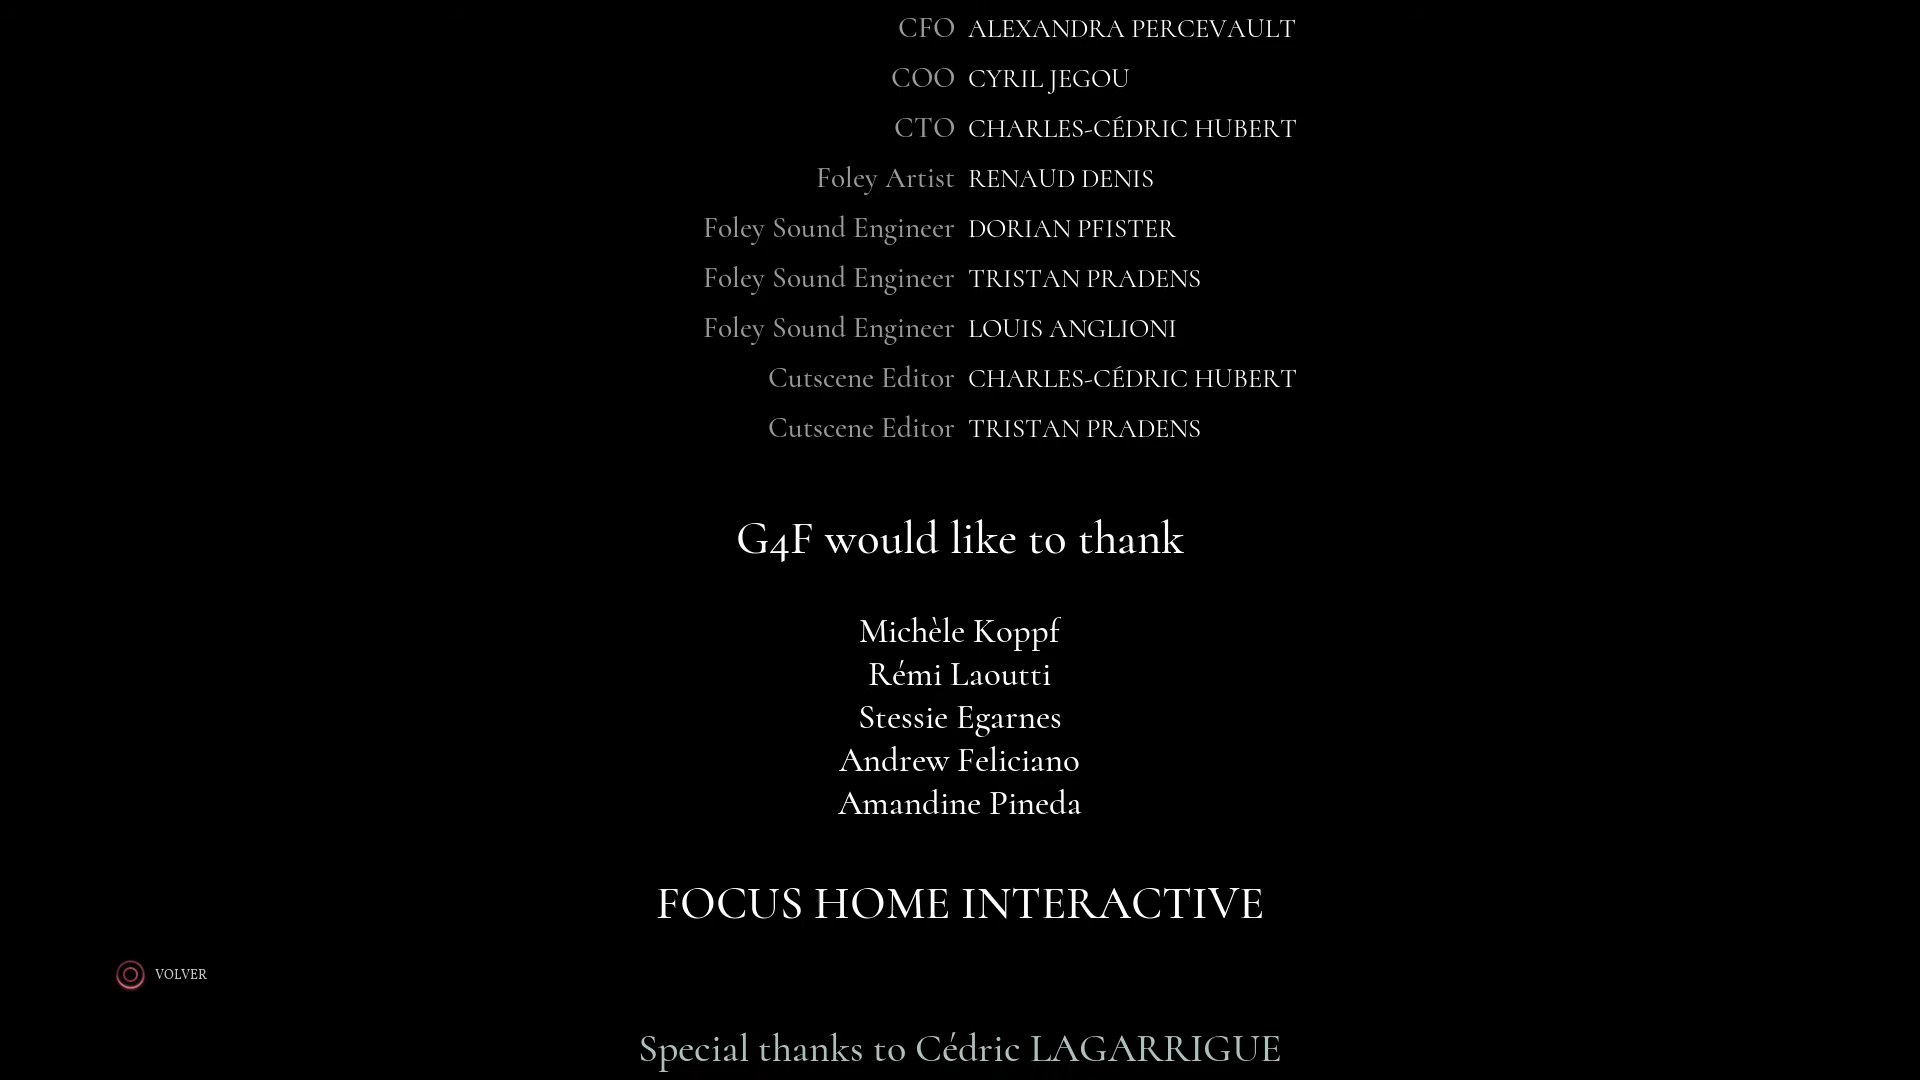 CFO ALEXANDRA PERCEVAULT
COO CYRIL JEGOU
CTO CHARLES-CÉDRIC HUBERT
Foley Artist RENAUD DENIS
Foley Sound Engineer DORIAN PFISTER
Foley Sound Engineer TRISTAN PRADENS
Foley Sound Engineer LOUIS ANGLIONI
Cutscene Editor CHARLES-CÉDRIC HUBERT
Cutscene Editor TRISTAN PRADENS
G4F would like to thank
Michèle Koppf
Rémi Laoutti
Stessie Egarnes
Andrew Feliciano
Amandine Pineda
FOCUS HOME INTERACTIVE
VOLVER
Special thanks to Cédric LAGARRIGUE